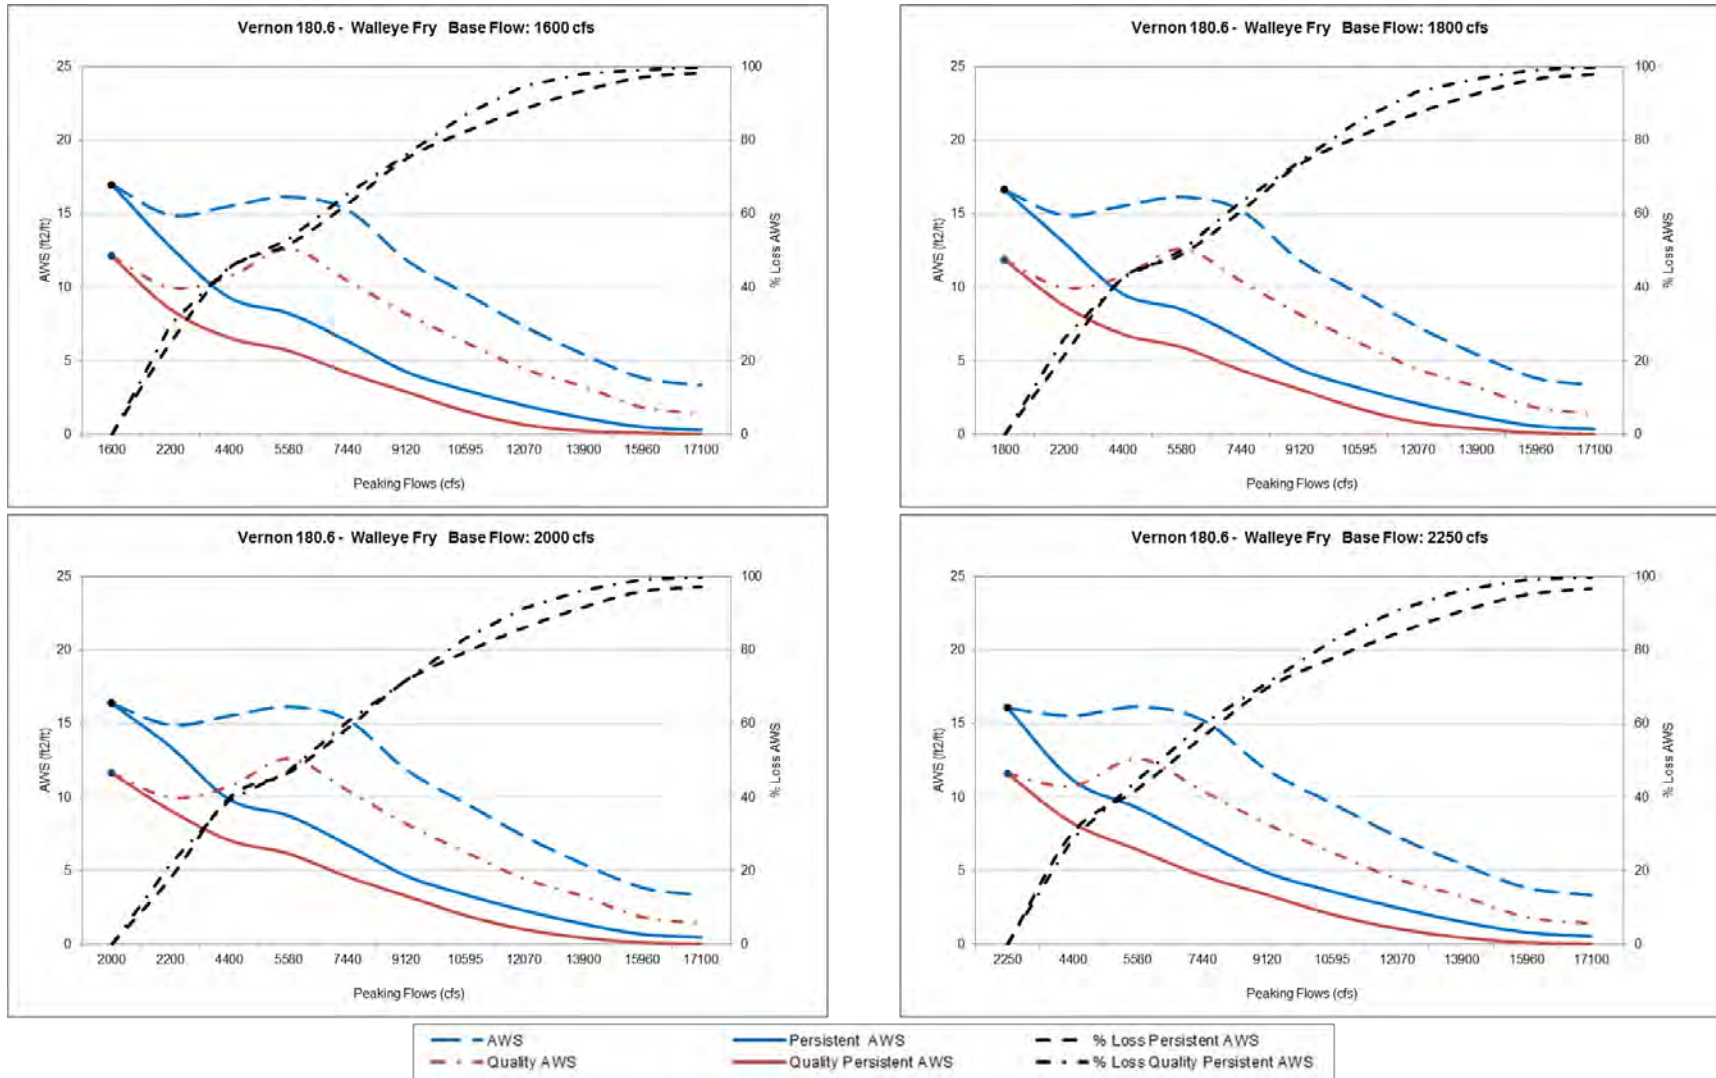 Vernon 180.6 - Walleye Fry Base Flow: 1600 cfs
25
20
15
10
5
0
AWS (ft2/ft)
100
80
60
40
20
0
% Loss AWS
1600 2200 4400 5580 7440 9120 10595 12070 13900 15960 17100
Peaking Flows (cfs)
Vernon 180.6 - Walleye Fry Base Flow: 1800 cfs
25
20
15
10
5
0
AWS (ft2/ft)
100
80
60
40
20
0
% Loss AWS
1800 2200 4400 5580 7440 9120 10595 12070 13900 15960 17100
Peaking Flows (cfs)
Vernon 180.6 - Walleye Fry Base Flow: 2000 cfs
25
20
15
10
5
0
AWS (ft2/ft)
100
80
60
40
20
0
% Loss AWS
2000 2200 4400 5580 7440 9120 10595 12070 13900 15960 17100
Peaking Flows (cfs)
Vernon 180.6 - Walleye Fry Base Flow: 2250 cfs
25
20
15
10
5
0
AWS (ft2/ft)
100
80
60
40
20
0
% Loss AWS
2250 4400 5580 7440 9120 10595 12070 13900 15960 17100
Peaking Flows (cfs)
AWS Persistent AWS % Loss Persistent AWS
Quality AWS Quality Persistent AWS % Loss Quality Persistent AWS